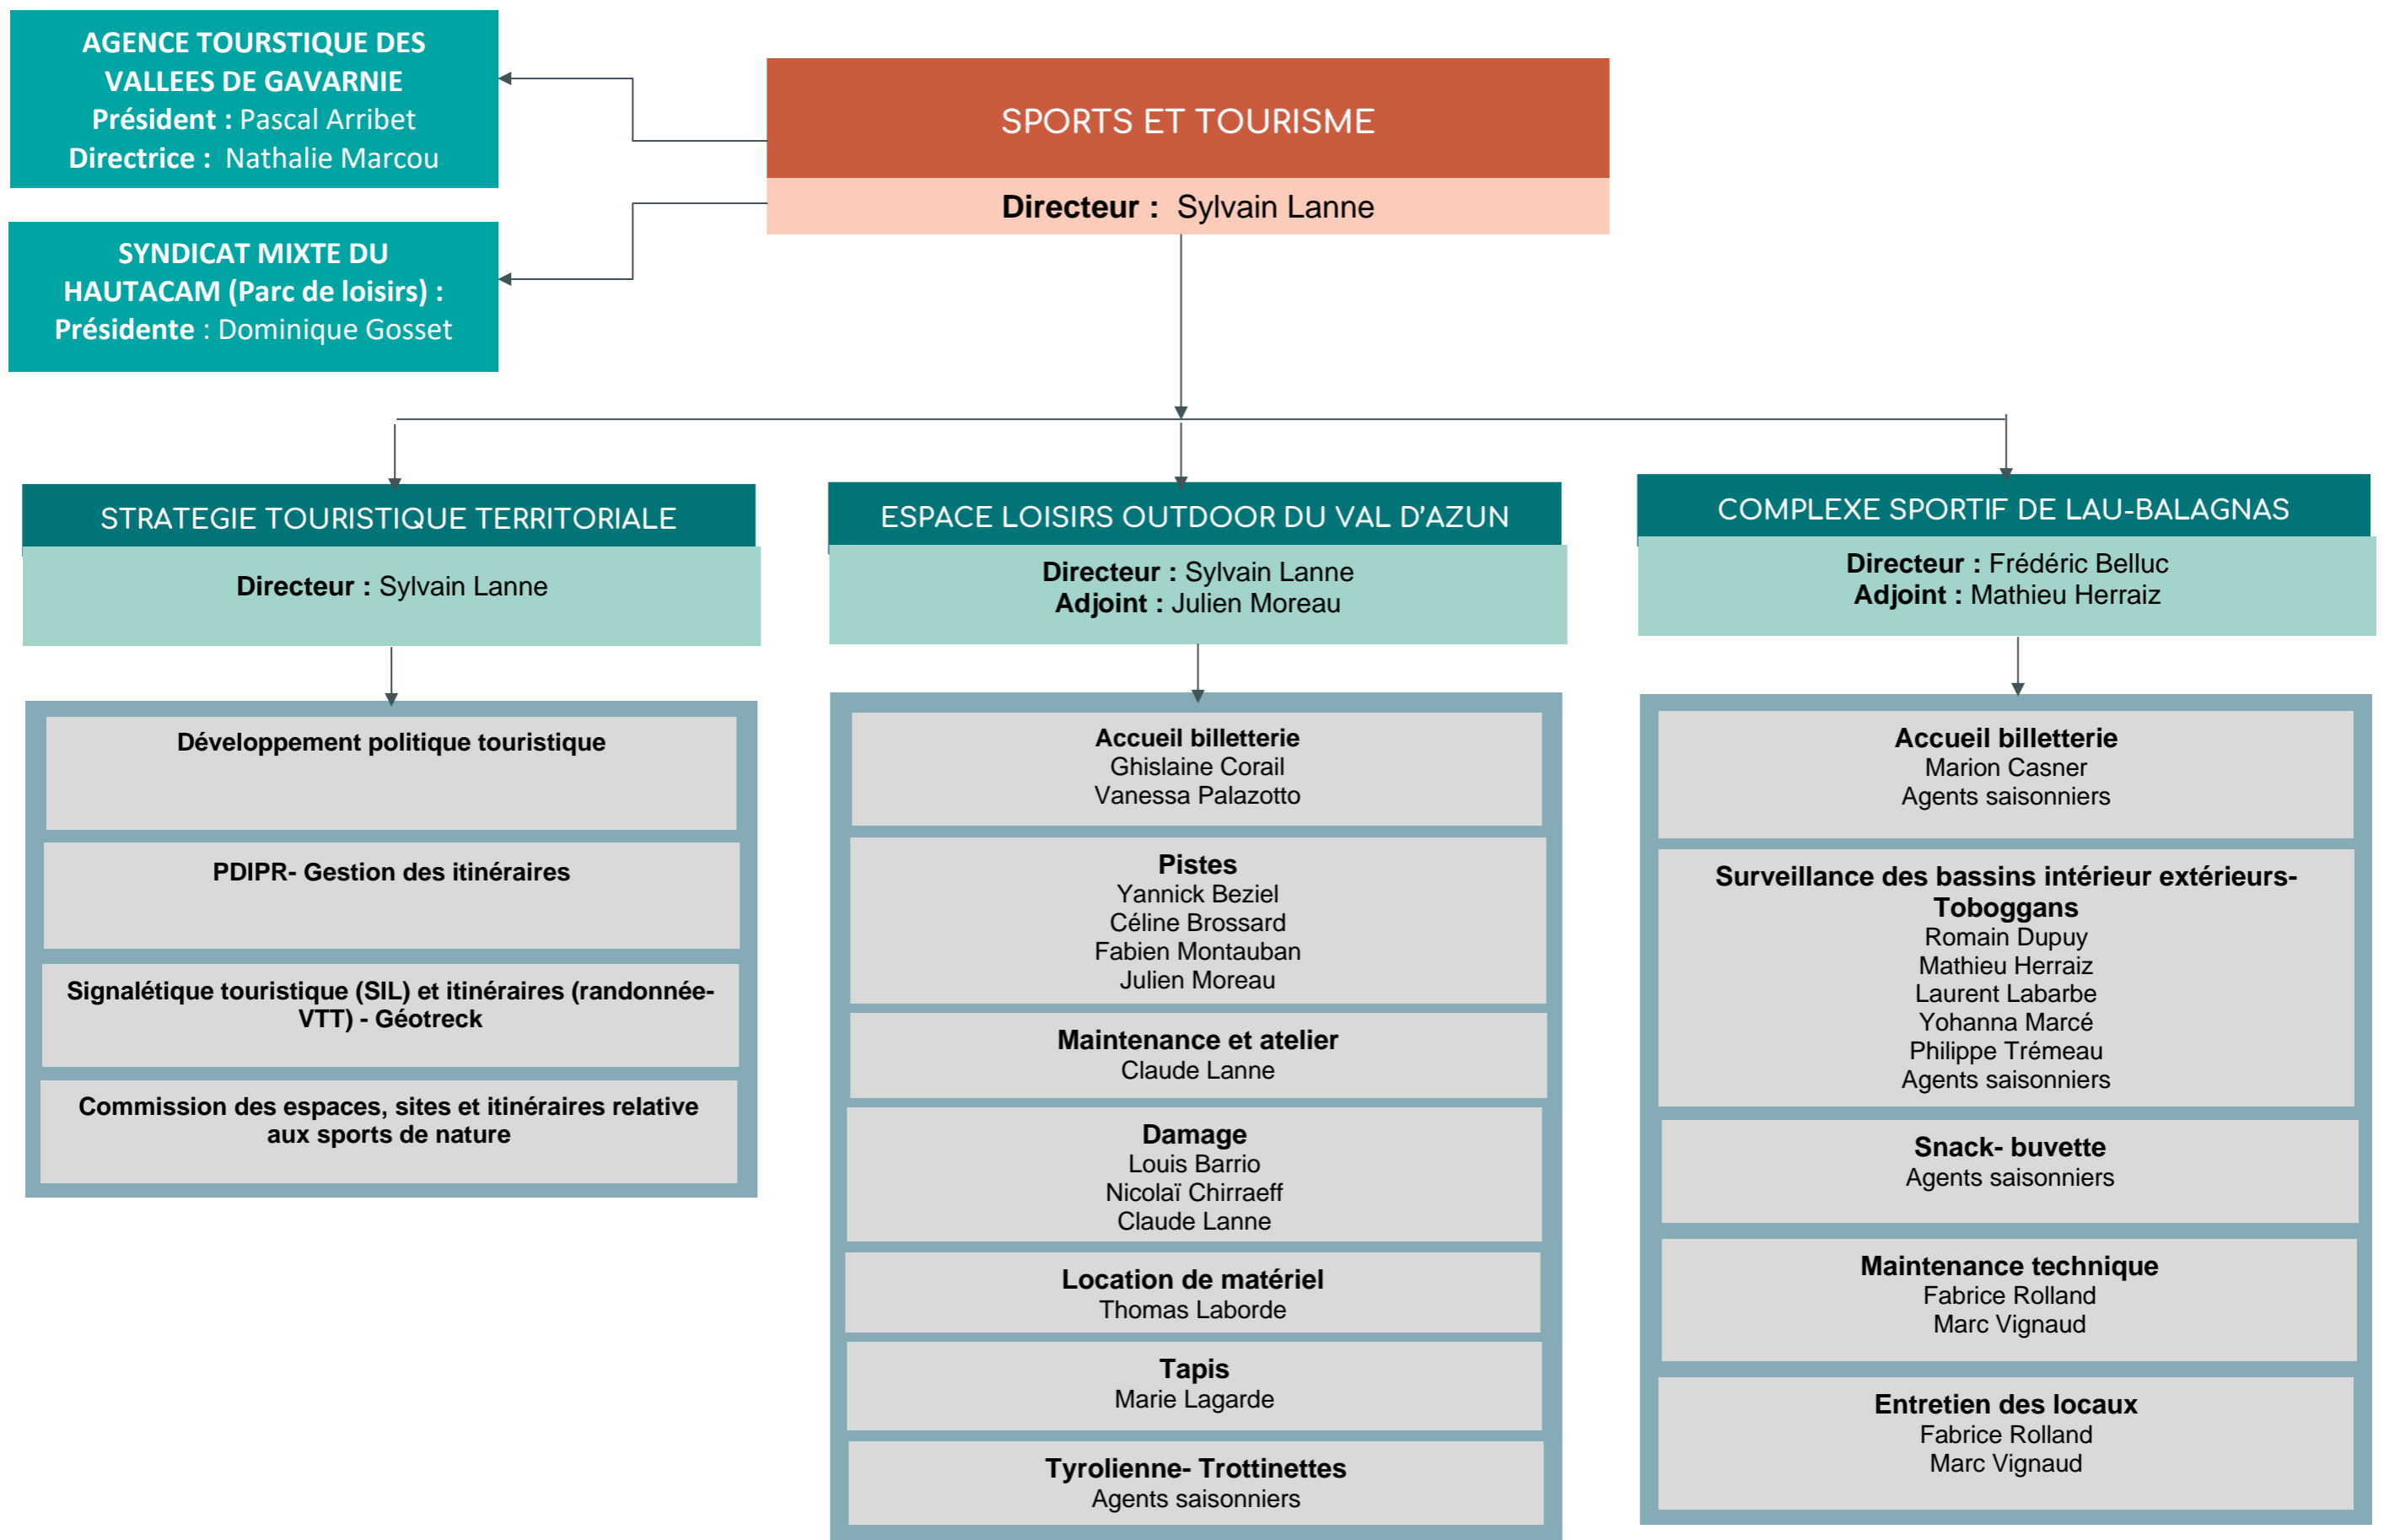 AGENCE TOURSTIQUE DES
VALLEES DE GAVARNIE
Président : Pascal Arribet
Directrice : Nathalie Marcou
SYNDICAT MIXTE DU
HAUTACAM (Parc de loisirs) :
Présidente : Dominique Gosset
SPORTS ET TOURISME
Directeur : Sylvain Lanne
STRATEGIE TOURISTIQUE TERRITORIALE
Directeur : Sylvain Lanne
Développement politique touristique
PDIPR- Gestion des itinéraires
Signalétique touristique (SIL) et itinéraires (randonnée-
VTT) - Géotreck
Commission des espaces, sites et itinéraires relative
aux sports de nature
ESPACE LOISIRS OUTDOOR DU VAL D’AZUN
Directeur : Sylvain Lanne
Adjoint : Julien Moreau
Accueil billetterie
Ghislaine Corail
Vanessa Palazotto
Pistes
Yannick Beziel
Céline Brossard
Fabien Montauban
Julien Moreau
Maintenance et atelier
Claude Lanne
Damage
Louis Barrio
Nicolaï Chirraeff
Claude Lanne
Location de matériel
Thomas Laborde
Tapis
Marie Lagarde
Tyrolienne- Trottinettes
Agents saisonniers
COMPLEXE SPORTIF DE LAU-BALAGNAS
Directeur : Frédéric Belluc
Adjoint : Mathieu Herraiz
Accueil billetterie
Marion Casner
Agents saisonniers
Surveillance des bassins intérieur extérieurs-
Toboggans
Romain Dupuy
Mathieu Herraiz
Laurent Labarbe
Yohanna Marcé
Philippe Trémeau
Agents saisonniers
Snack- buvette
Agents saisonniers
Maintenance technique
Fabrice Rolland
Marc Vignaud
Entretien des locaux
Fabrice Rolland
Marc Vignaud